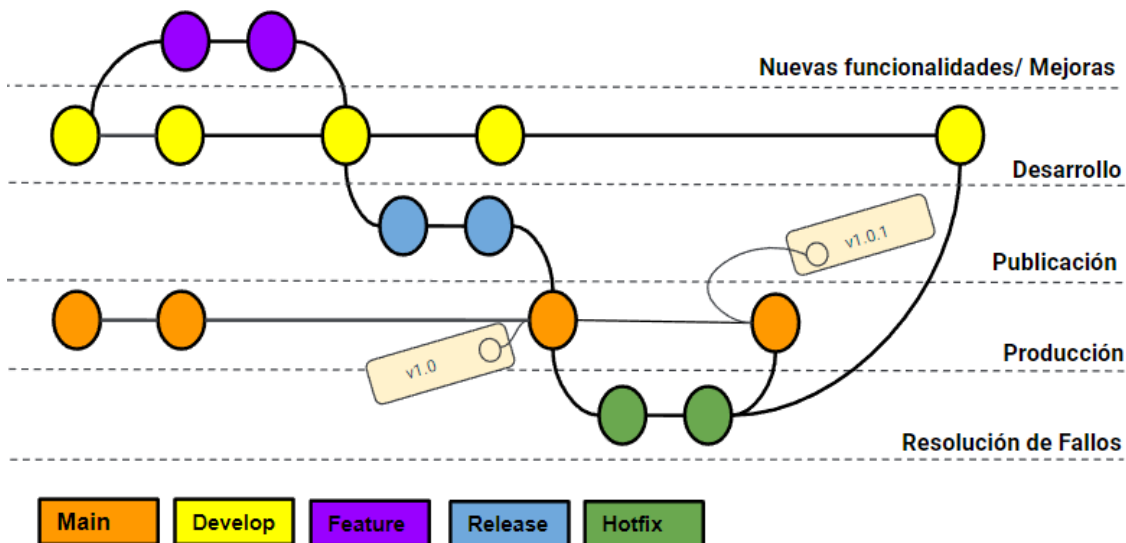 Nuevas funcionalidades/ Mejoras
Desarrollo
v1.0.1
Publicación
v1.0
Producción
Resolución de Fallos
Main
Develop
Feature
Release
Hotfix